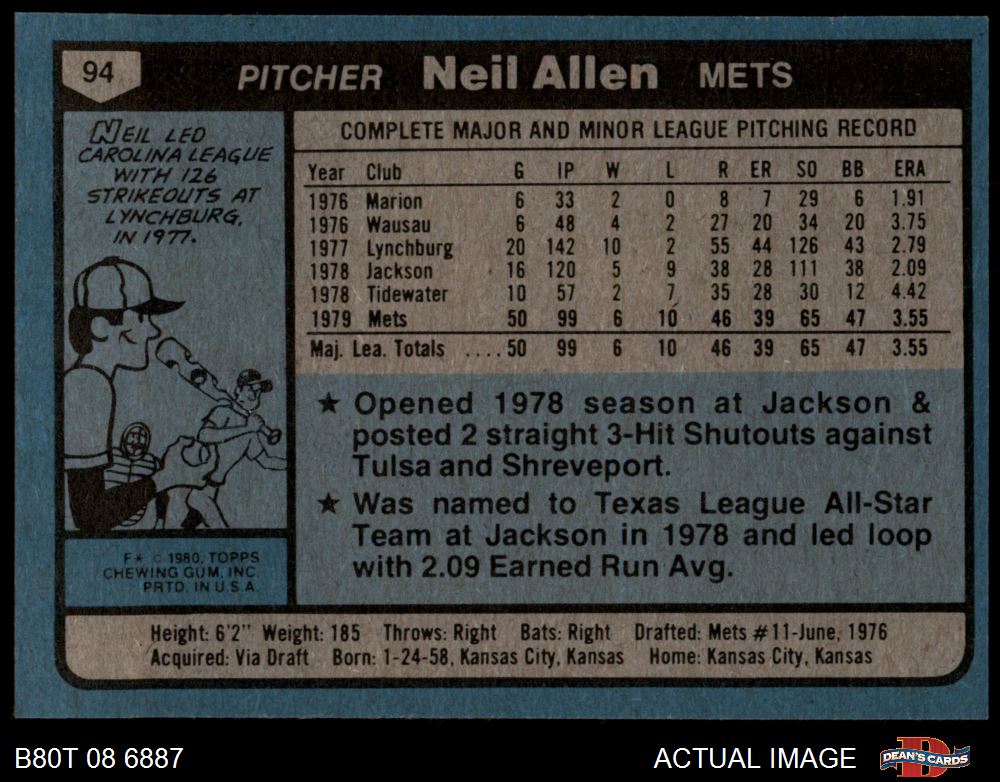 94
PITCHER Neil Allen METS
NEIL LED
CAROLINA LEAGUE
WITH 126
STRIKEOUTS AT
LYNCHBURG,
IN 1977.
COMPLETE MAJOR AND MINOR LEAGUE PITCHING RECORD
Year Club G IP W L R ER SO BB ERA
1976 Marion 6 33 2 0 8 7 29 6 1.91
1976 Wausau 6 48 4 2 27 20 34 20 3.75
1977 Lynchburg 20 142 10 2 55 44 126 43 2.79
1978 Jackson 16 120 5 9 38 28 111 38 2.09
1978 Tidewater 10 57 2 7 35 28 30 12 4.42
1979 Mets 50 99 6 10 46 39 65 47 3.55
Maj. Lea. Totals ....50 99 6 10 46 39 65 47 3.55
★ Opened 1978 season at Jackson &
posted 2 straight 3-Hit Shutouts against
Tulsa and Shreveport.
★ Was named to Texas League All-Star
Team at Jackson in 1978 and led loop
with 2.09 Earned Run Avg.
F* © 1980, TOPPS
CHEWING GUM, INC.
PRTD. IN U.S.A.
Height: 6'2" Weight: 185 Throws: Right Bats: Right Drafted: Mets #11-June, 1976
Acquired: Via Draft Born: 1-24-58, Kansas City, Kansas Home: Kansas City, Kansas
B80T 08 6887 ACTUAL IMAGE DEAN'S CARDS